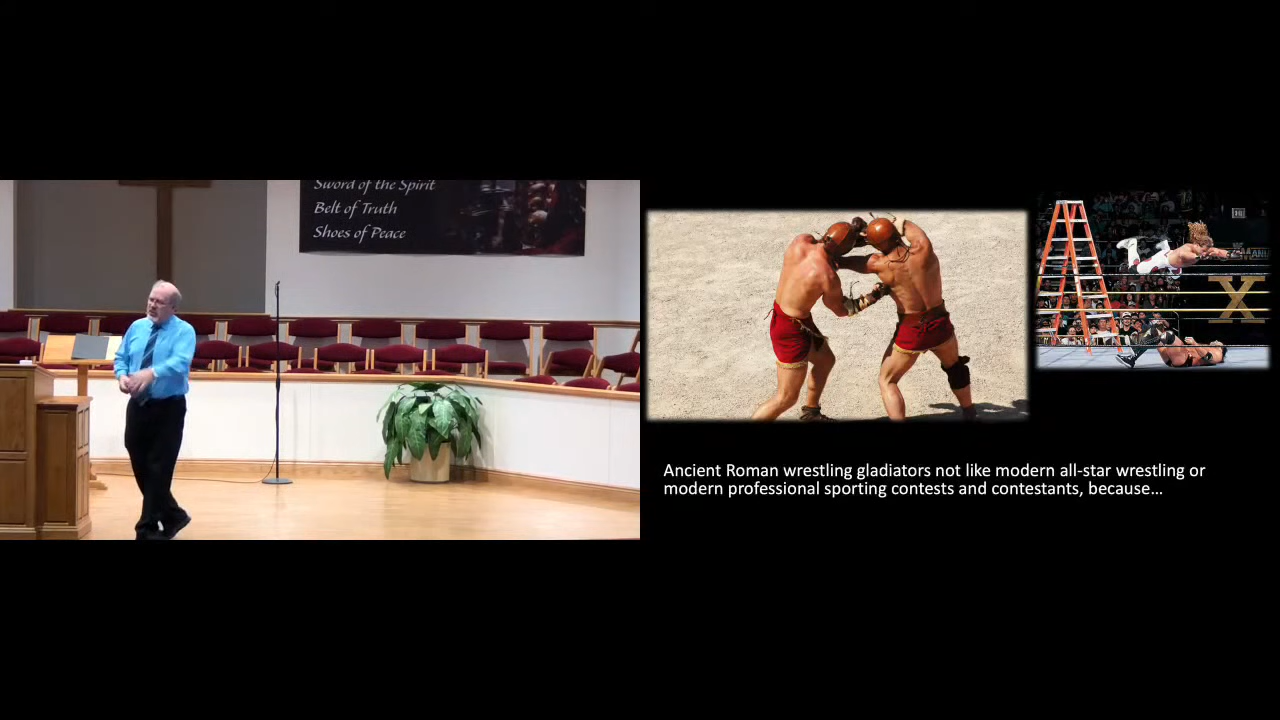 Sword of the Spirit
Belt of Truth
Shoes of Peace
X
Ancient Roman wrestling gladiators not like modern all-star wrestling or
modern professional sporting contests and contestants, because…